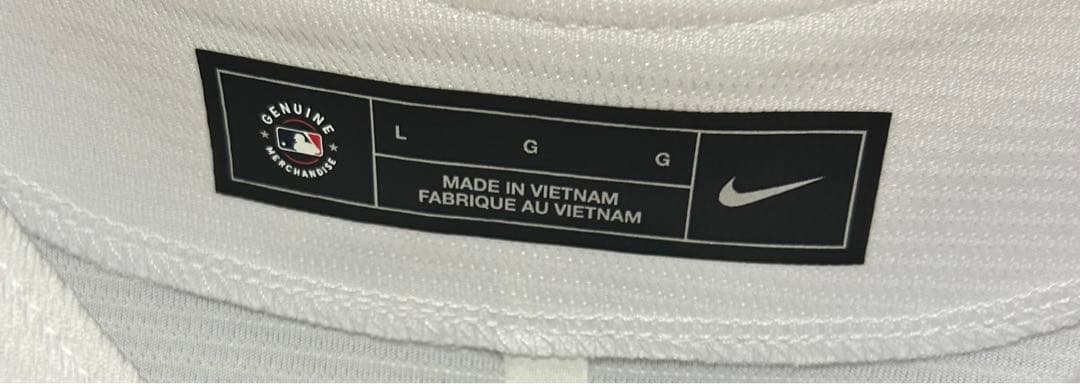 GENUINE
MERCHANDISE
L G G
MADE IN VIETNAM
FABRIQUE AU VIETNAM